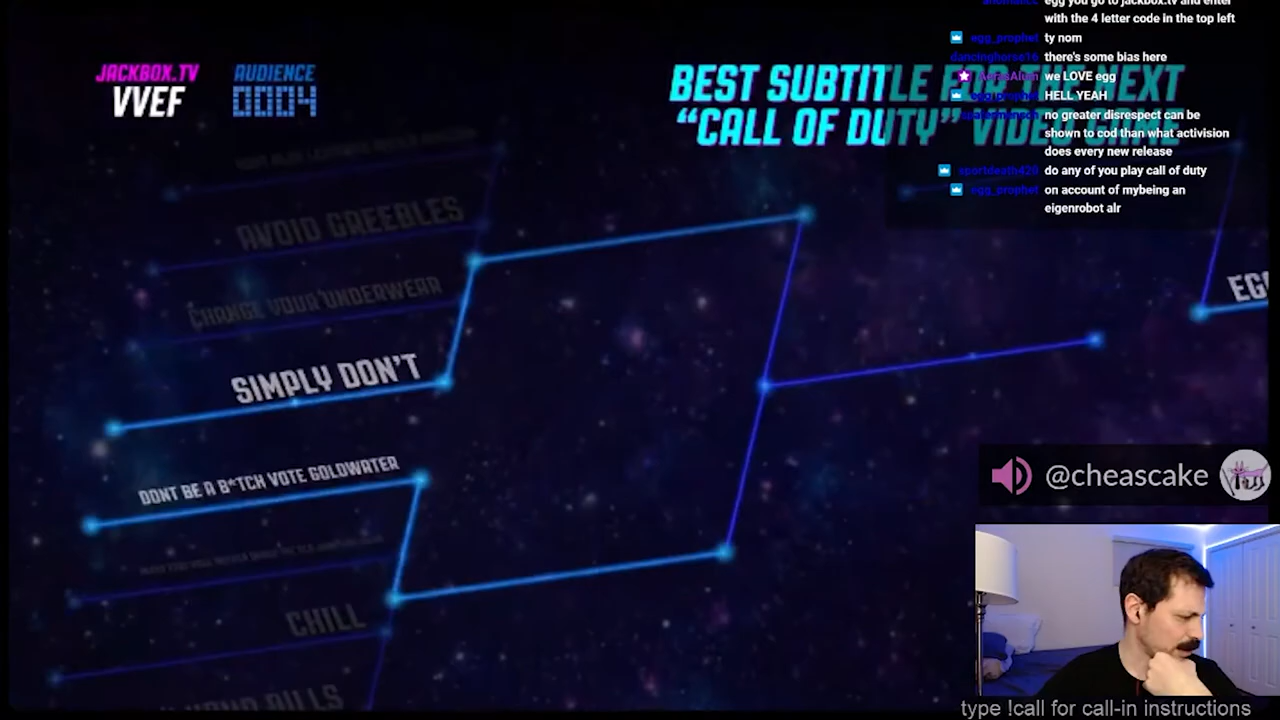 egg you go to jackbox.tv and enter
with the 4 letter code in the top left
egg_prophet ty nom
dancinghorse16 there's some bias here
we LOVE egg
egg_prophet HELL YEAH
no greater disrespect can be
shown to cod than what activision
does every new release
sportdeath420 do any of you play call of duty
egg_prophet on account of mybeing an
eigenrobot alr
JACKBOX.TV
VVEF
AUDIENCE
0004
BEST SUBTITLE FOR THE NEXT
“CALL OF DUTY” VIDEO GAME
AVOID GREEBLES
CHANGE YOUR UNDERWEAR
SIMPLY DON'T
DONT BE A B*TCH VOTE GOLDWATER
CHILL
BILLS
@cheascake
type !call for call-in instructions